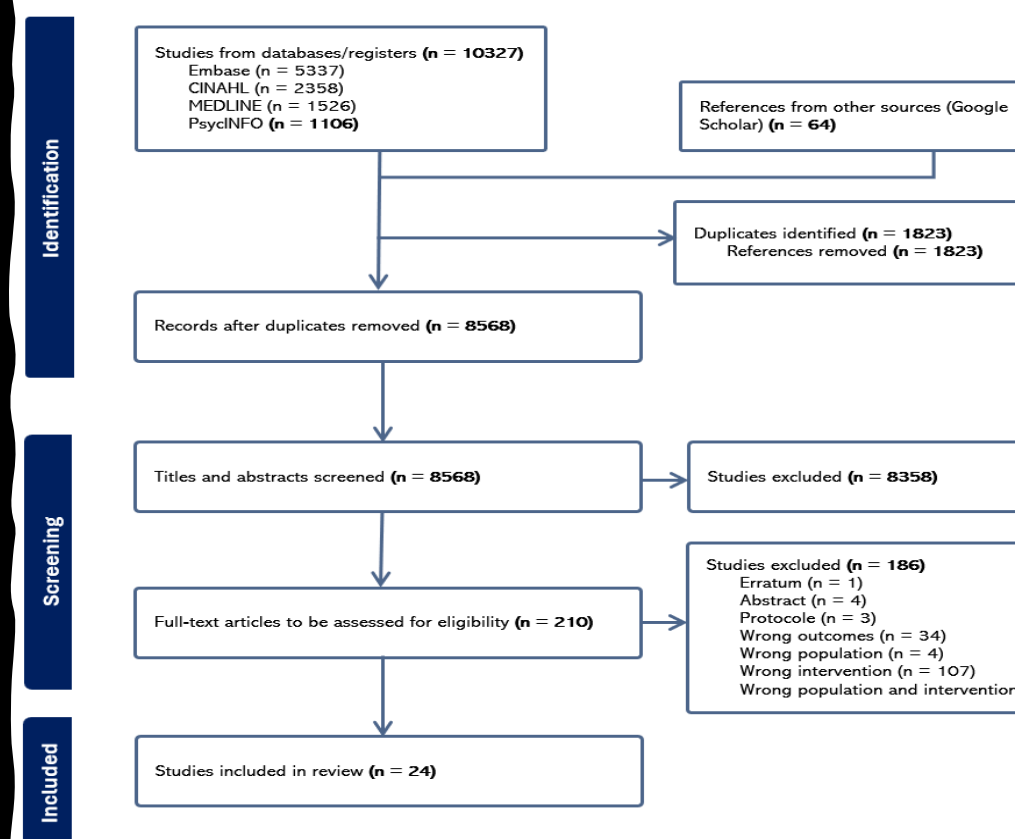 Identification
Studies from databases/registers (n = 10327)
Embase (n = 5337)
CINAHL (n = 2358)
MEDLINE (n = 1526)
PsycINFO (n = 1106)
References from other sources (Google
Scholar) (n = 64)
Duplicates identified (n = 1823)
References removed (n = 1823)
Records after duplicates removed (n = 8568)
Screening
Titles and abstracts screened (n = 8568)
Studies excluded (n = 8358)
Full-text articles to be assessed for eligibility (n = 210)
Studies excluded (n = 186)
Erratum (n = 1)
Abstract (n = 4)
Protocole (n = 3)
Wrong outcomes (n = 34)
Wrong population (n = 4)
Wrong intervention (n = 107)
Wrong population and intervention
Included
Studies included in review (n = 24)